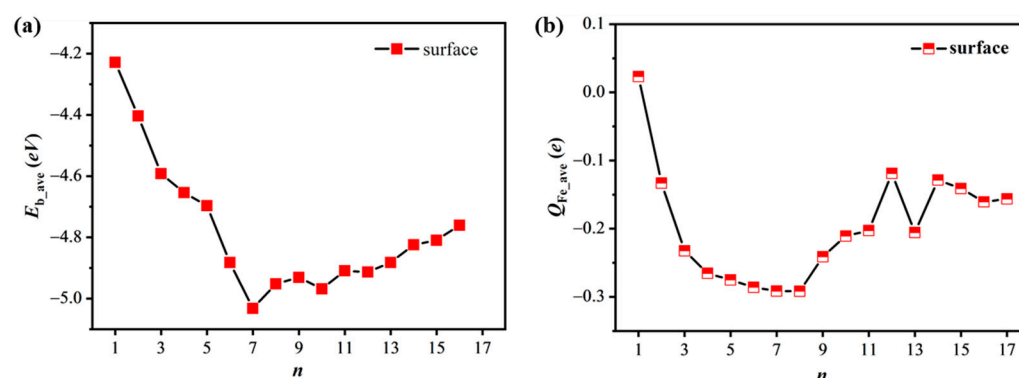 (a)
surface
−4.2
−4.4
−4.6
−4.8
−5.0
E_b_ave (eV)
1 3 5 7 9 11 13 15 17
n
(b)
surface
0.1
0.0
−0.1
−0.2
−0.3
Q_Fe_ave (e)
1 3 5 7 9 11 13 15 17
n